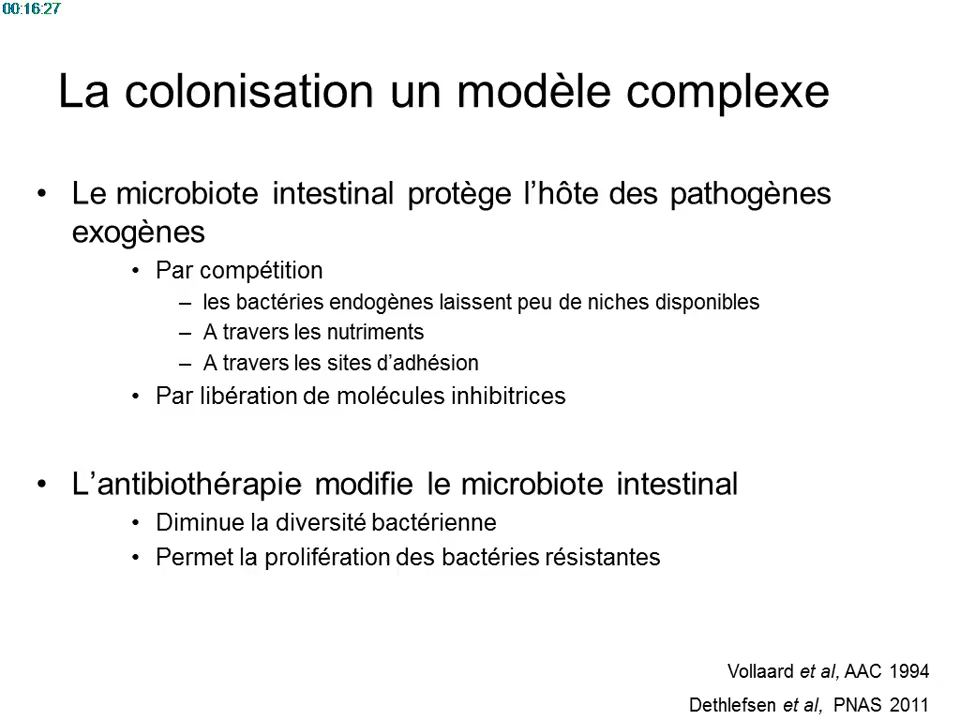 00:16:27
La colonisation un modèle complexe
• Le microbiote intestinal protège l’hôte des pathogènes
exogènes
• Par compétition
– les bactéries endogènes laissent peu de niches disponibles
– A travers les nutriments
– A travers les sites d’adhésion
• Par libération de molécules inhibitrices
• L’antibiothérapie modifie le microbiote intestinal
• Diminue la diversité bactérienne
• Permet la prolifération des bactéries résistantes
Vollaard et al, AAC 1994
Dethlefsen et al, PNAS 2011